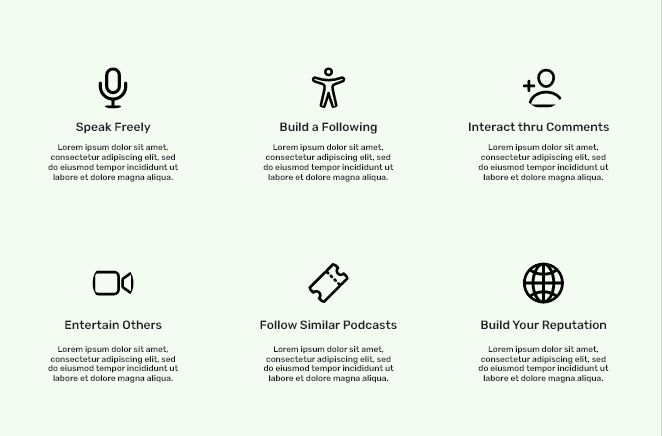 Speak Freely
Lorem ipsum dolor sit amet,
consectetur adipiscing elit, sed
do eiusmod tempor incididunt ut
labore et dolore magna aliqua.
Build a Following
Lorem ipsum dolor sit amet,
consectetur adipiscing elit, sed
do eiusmod tempor incididunt ut
labore et dolore magna aliqua.
Interact thru Comments
Lorem ipsum dolor sit amet,
consectetur adipiscing elit, sed
do eiusmod tempor incididunt ut
labore et dolore magna aliqua.
Entertain Others
Lorem ipsum dolor sit amet,
consectetur adipiscing elit, sed
do eiusmod tempor incididunt ut
labore et dolore magna aliqua.
Follow Similar Podcasts
Lorem ipsum dolor sit amet,
consectetur adipiscing elit, sed
do eiusmod tempor incididunt ut
labore et dolore magna aliqua.
Build Your Reputation
Lorem ipsum dolor sit amet,
consectetur adipiscing elit, sed
do eiusmod tempor incididunt ut
labore et dolore magna aliqua.